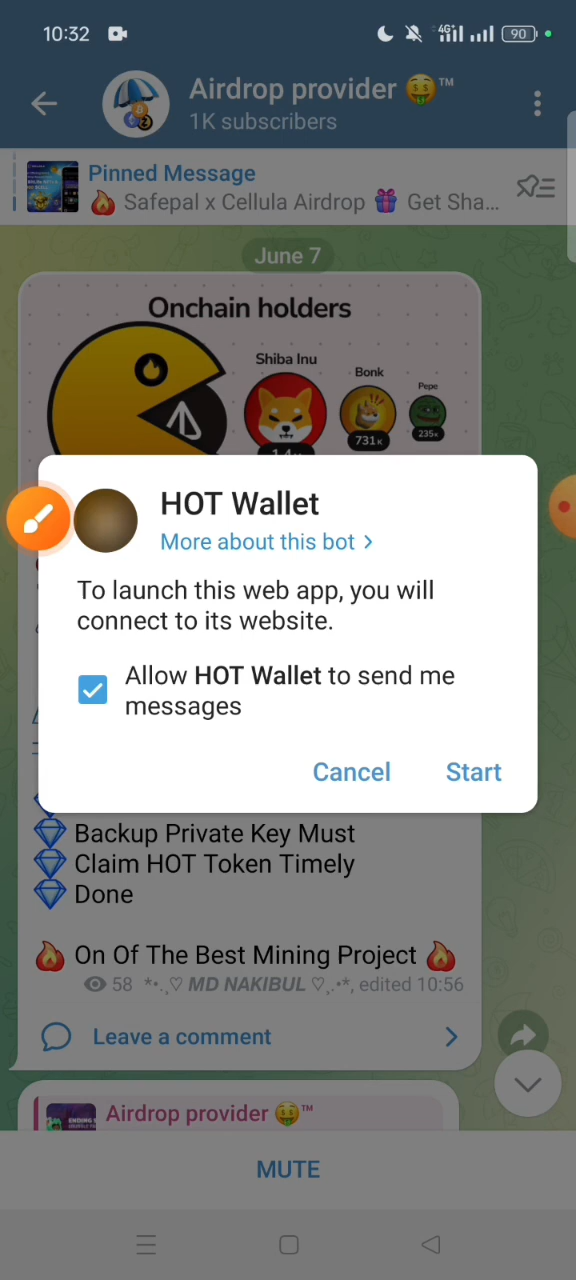 10:32
4G+
90
Airdrop provider 🤑™
1K subscribers
Pinned Message
🔥 Safepal x Cellula Airdrop 🎁 Get Sha...
June 7
Onchain holders
Shiba Inu
Bonk
Pepe
731K
235K
HOT Wallet
More about this bot >
To launch this web app, you will
connect to its website.
Allow HOT Wallet to send me
messages
Cancel
Start
💎 Backup Private Key Must
💎 Claim HOT Token Timely
💎 Done
🔥 On Of The Best Mining Project 🔥
58 *•.¸♡ MD NAKIBUL ♡¸.•*, edited 10:56
Leave a comment
Airdrop provider 🤑™
MUTE